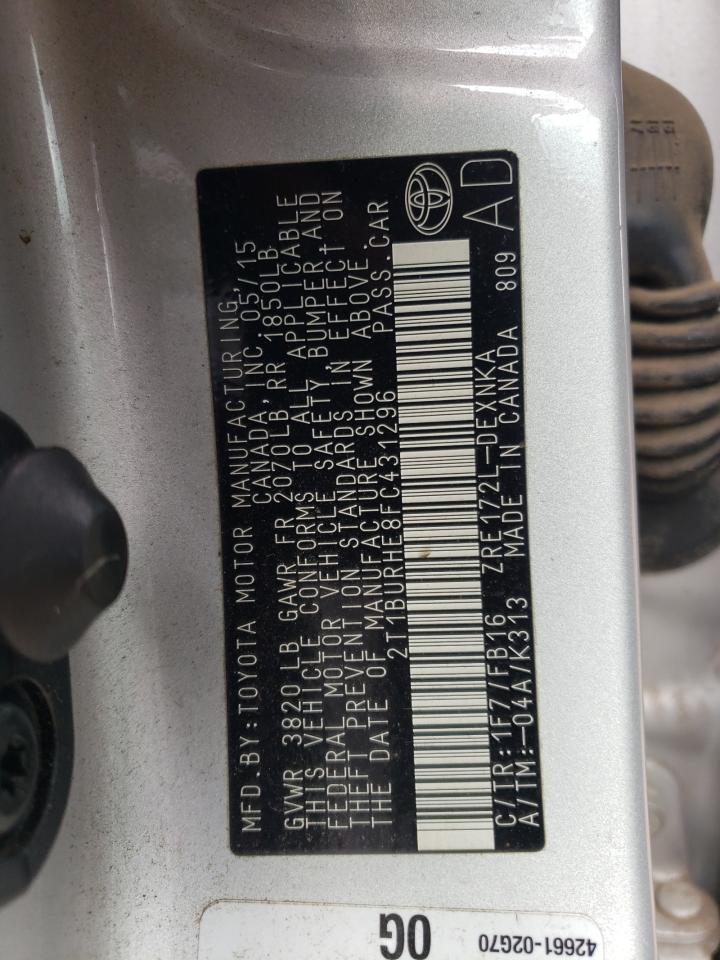 MFD.BY:TOYOTA MOTOR MANUFACTURING,
CANADA, INC. 05/15
GVWR 3820LB GAWR FR 2070LB, RR 1850LB
THIS VEHICLE CONFORMS TO ALL APPLICABLE
FEDERAL MOTOR VEHICLE SAFETY, BUMPER, AND
THEFT PREVENTION STANDARDS IN EFFECT ON
THE DATE OF MANUFACTURE SHOWN ABOVE.
2T1BURHE8FC431296 PASS.CAR
C/TR:1F7/FB16 ZRE172L-DEXNKA
A/TM:-04A/K313 MADE IN CANADA 809
AD
0G
42661-02G70